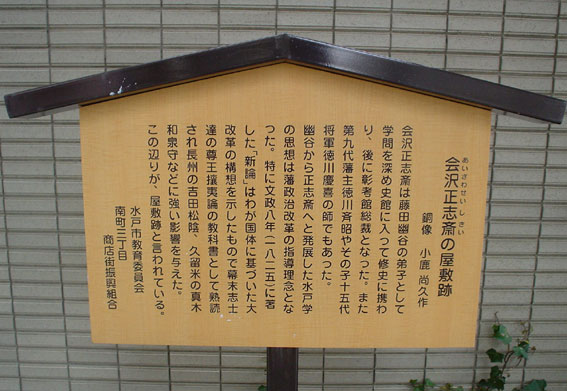 会沢正志斎の屋敷跡
あいざわせいしさい
銅像 小鹿 尚久作
会沢正志斎は藤田幽谷の弟子として
学問を深め史館に入つて修史に携わ
り、後に彰考館総裁となつた。また
第九代藩主徳川斉昭やその子十五代
将軍徳川慶喜の師でもあつた。
幽谷から正志斎へと発展した水戸学
の思想は藩政治改革の指導理念とな
つた。特に文政八年(一八二五)に著
した「新論」はわが国体に基づいた大
改革の構想を示したもので幕末志士
達の尊王攘夷論の教科書として熟読
され長州の吉田松陰、久留米の真木
和泉守などに強い影響を与えた。
この辺りが、屋敷跡と言われている。
水戸市教育委員会
南町三丁目
商店街振興組合